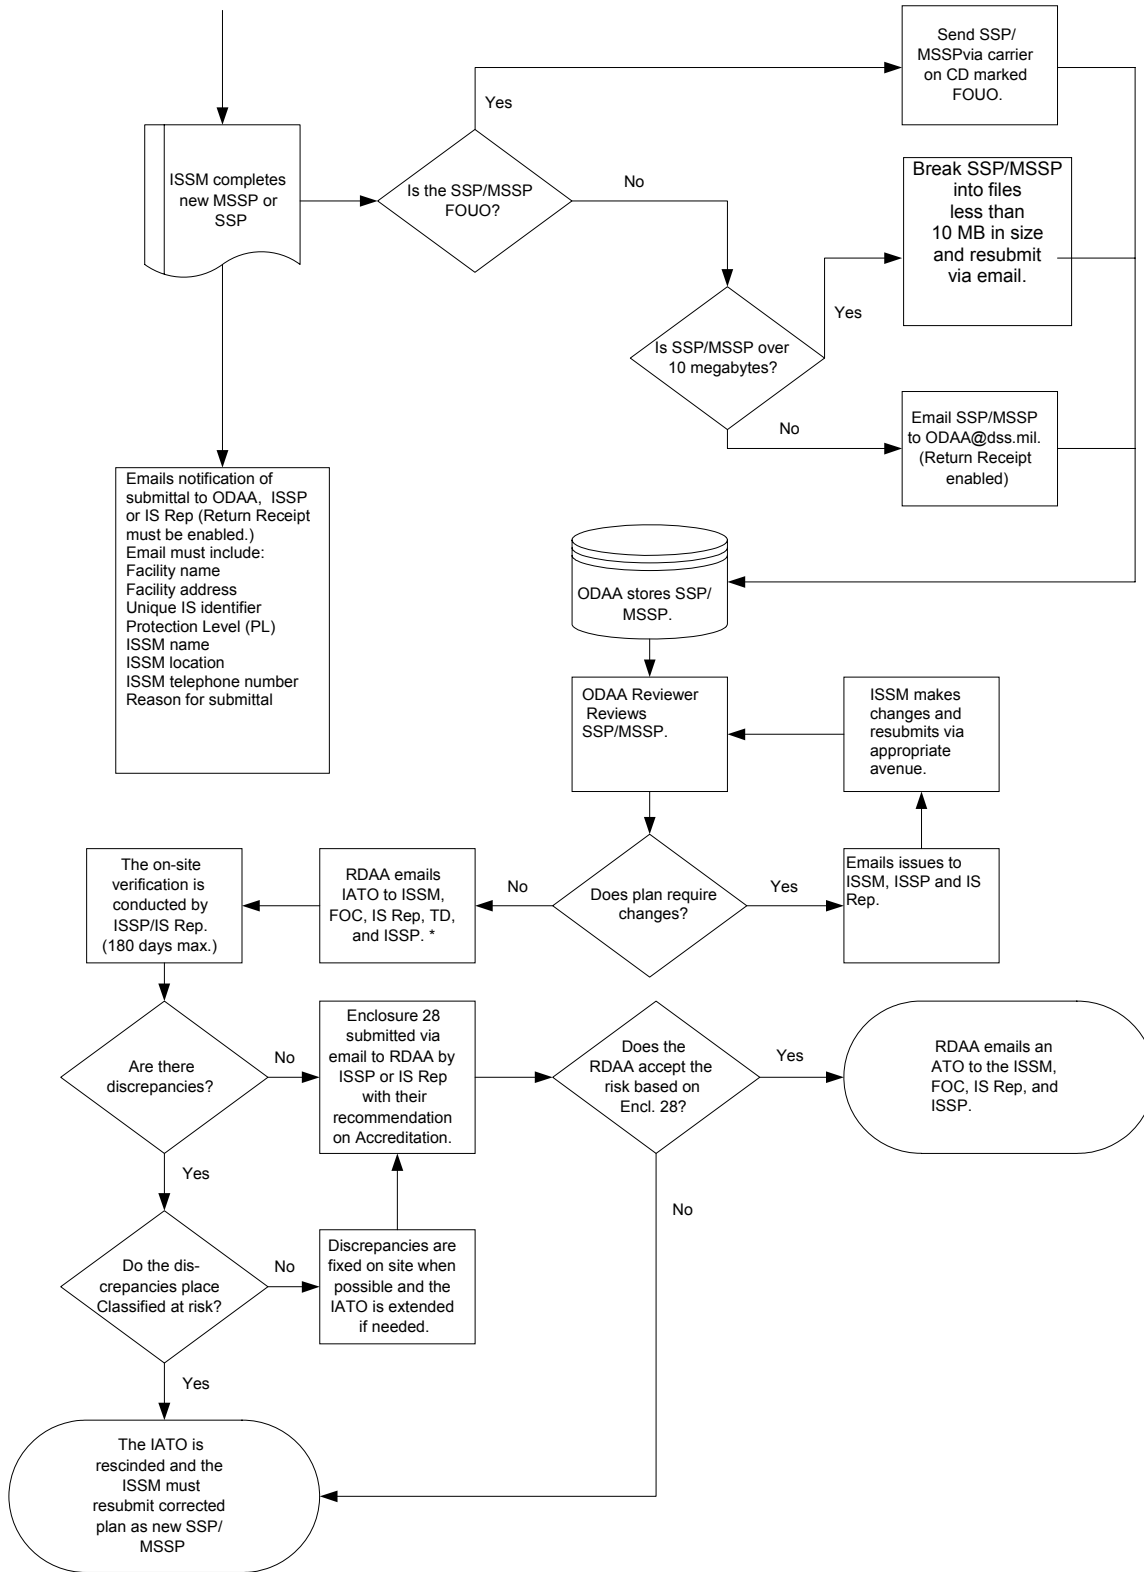 Send SSP/
MSSPvia carrier
on CD marked
FOUO.
Yes
ISSM completes
new MSSP or
SSP
Is the SSP/MSSP
FOUO?
No
Break SSP/MSSP
into files
less than
10 MB in size
and resubmit
via email.
Yes
Is SSP/MSSP over
10 megabytes?
No
Email SSP/MSSP
to ODAA@dss.mil.
(Return Receipt
enabled)
Emails notification of
submittal to ODAA, ISSP
or IS Rep (Return Receipt
must be enabled.)
Email must include:
Facility name
Facility address
Unique IS identifier
Protection Level (PL)
ISSM name
ISSM location
ISSM telephone number
Reason for submittal
ODAA stores SSP/
MSSP.
ODAA Reviewer
Reviews
SSP/MSSP.
ISSM makes
changes and
resubmits via
appropriate
avenue.
The on-site
verification is
conducted by
ISSP/IS Rep.
(180 days max.)
RDAA emails
IATO to ISSM,
FOC, IS Rep, TD,
and ISSP. *
No
Does plan require
changes?
Yes
Emails issues to
ISSM, ISSP and IS
Rep.
Are there
discrepancies?
No
Enclosure 28
submitted via
email to RDAA by
ISSP or IS Rep
with their
recommendation
on Accreditation.
Does the
RDAA accept the
risk based on
Encl. 28?
Yes
RDAA emails an
ATO to the ISSM,
FOC, IS Rep, and
ISSP.
Yes
No
Do the dis-
crepancies place
Classified at risk?
No
Discrepancies are
fixed on site when
possible and the
IATO is extended
if needed.
Yes
The IATO is
rescinded and the
ISSM must
resubmit corrected
plan as new SSP/
MSSP